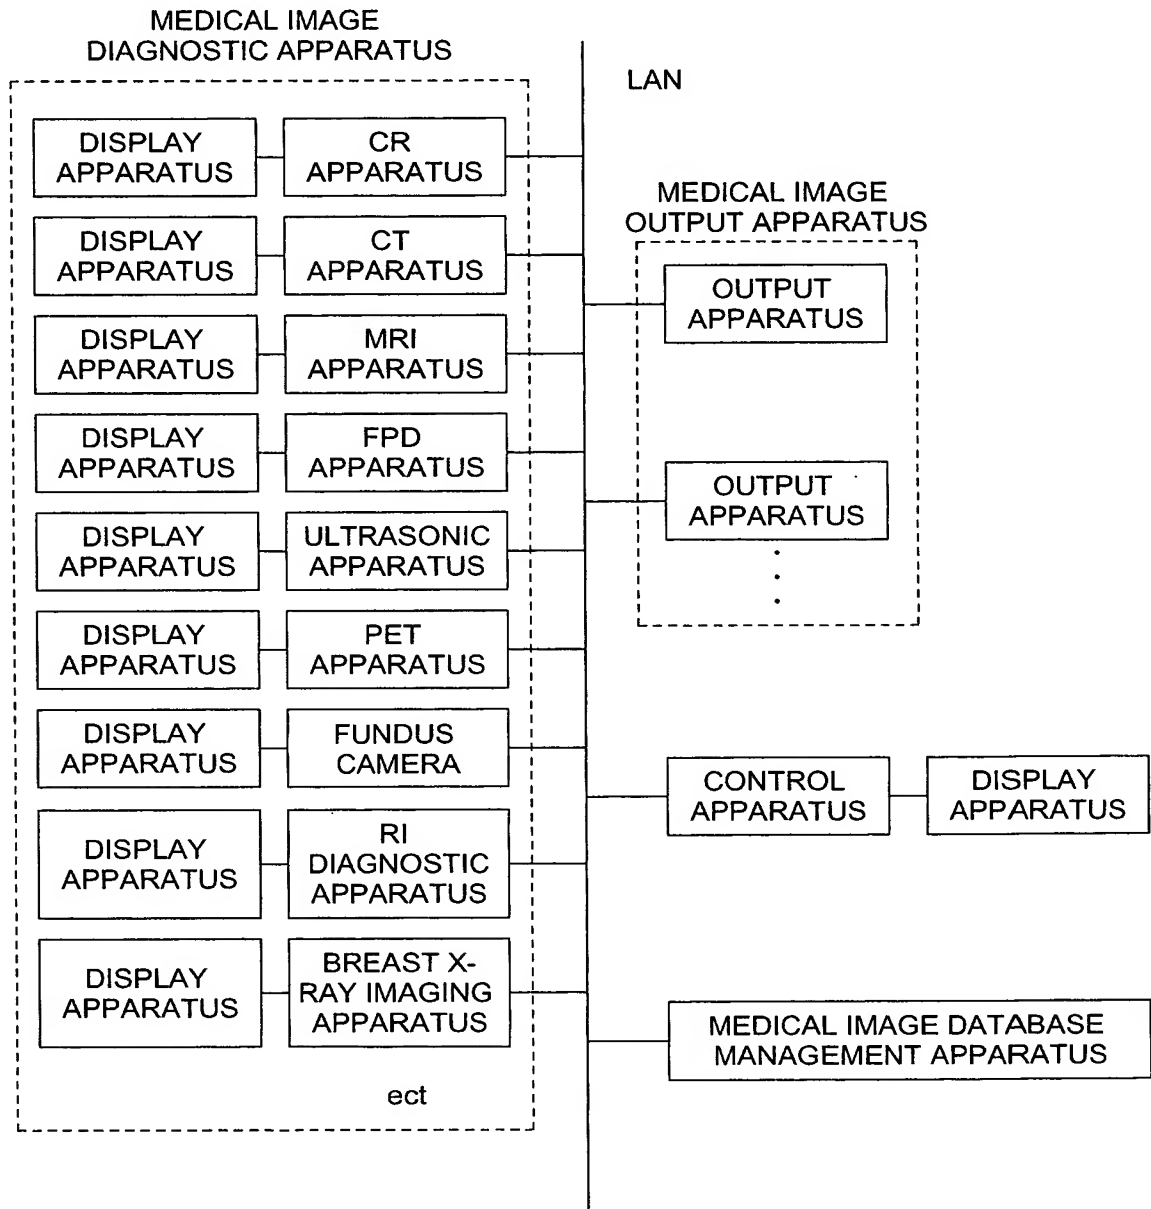 MEDICAL IMAGE
DIAGNOSTIC APPARATUS
LAN
DISPLAY
APPARATUS
CR
APPARATUS
DISPLAY
APPARATUS
CT
APPARATUS
DISPLAY
APPARATUS
MRI
APPARATUS
DISPLAY
APPARATUS
FPD
APPARATUS
DISPLAY
APPARATUS
ULTRASONIC
APPARATUS
DISPLAY
APPARATUS
PET
APPARATUS
DISPLAY
APPARATUS
FUNDUS
CAMERA
DISPLAY
APPARATUS
RI
DIAGNOSTIC
APPARATUS
DISPLAY
APPARATUS
BREAST X-
RAY IMAGING
APPARATUS
ect
MEDICAL IMAGE
OUTPUT APPARATUS
OUTPUT
APPARATUS
OUTPUT
APPARATUS
CONTROL
APPARATUS
DISPLAY
APPARATUS
MEDICAL IMAGE DATABASE
MANAGEMENT APPARATUS